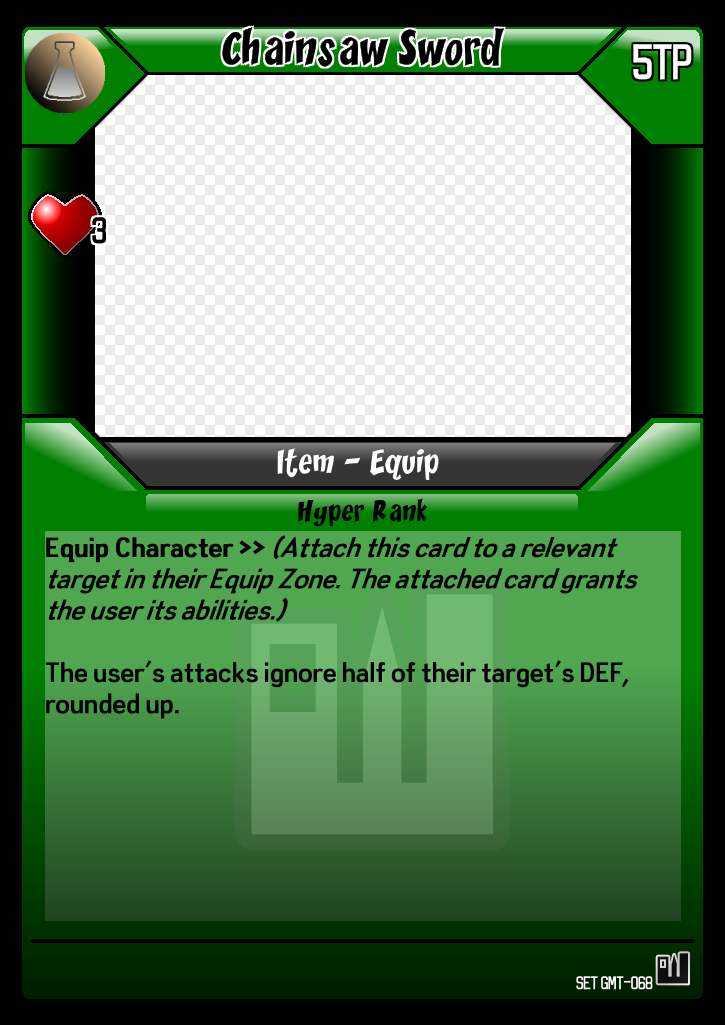 Chainsaw Sword
5TP
3
Item - Equip
Hyper Rank
Equip Character >> (Attach this card to a relevant
target in their Equip Zone. The attached card grants
the user its abilities.)
The user's attacks ignore half of their target's DEF,
rounded up.
SET GMT-068